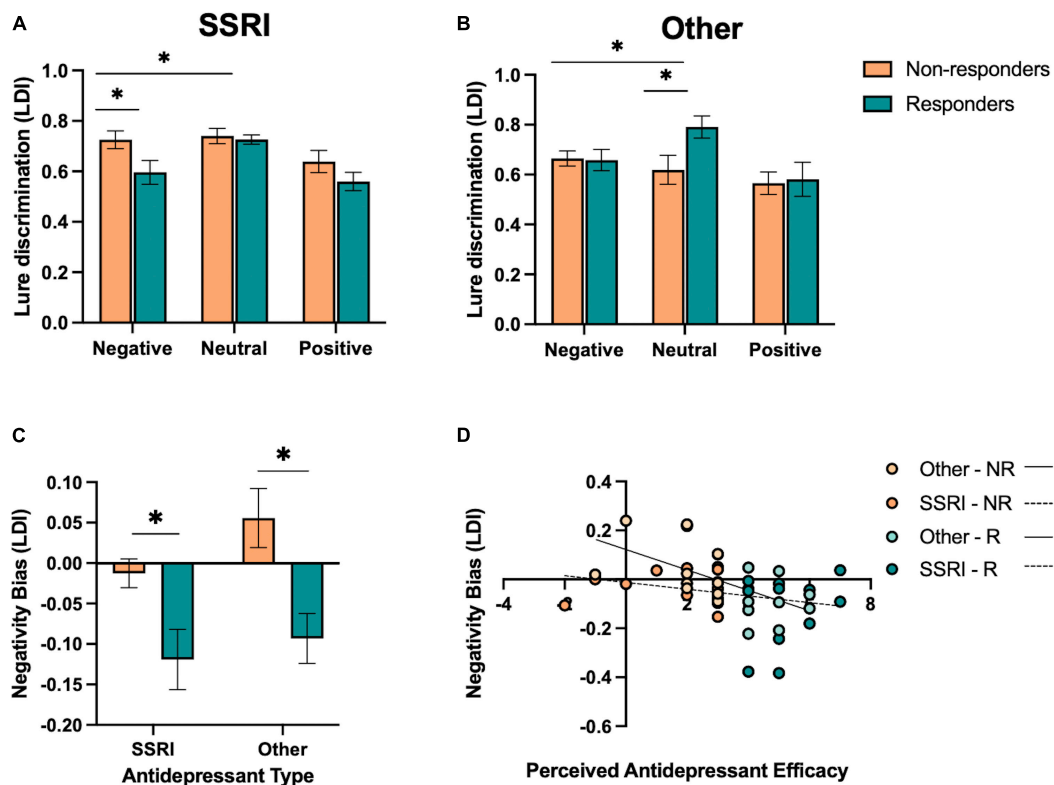 A
SSRI
*
*
Lure discrimination (LDI)
1.0
0.8
0.6
0.4
0.2
0.0
Negative Neutral Positive
B
Other
*
*
Lure discrimination (LDI)
1.0
0.8
0.6
0.4
0.2
0.0
Negative Neutral Positive
Non-responders
Responders
C
*
*
Negativity Bias (LDI)
0.10
0.05
0.00
-0.05
-0.10
-0.15
-0.20
SSRI Other
Antidepressant Type
D
Negativity Bias (LDI)
0.4
0.2
-0.2
-0.4
-0.6
-4 -2 2 8
Perceived Antidepressant Efficacy
Other - NR
SSRI - NR
Other - R
SSRI - R